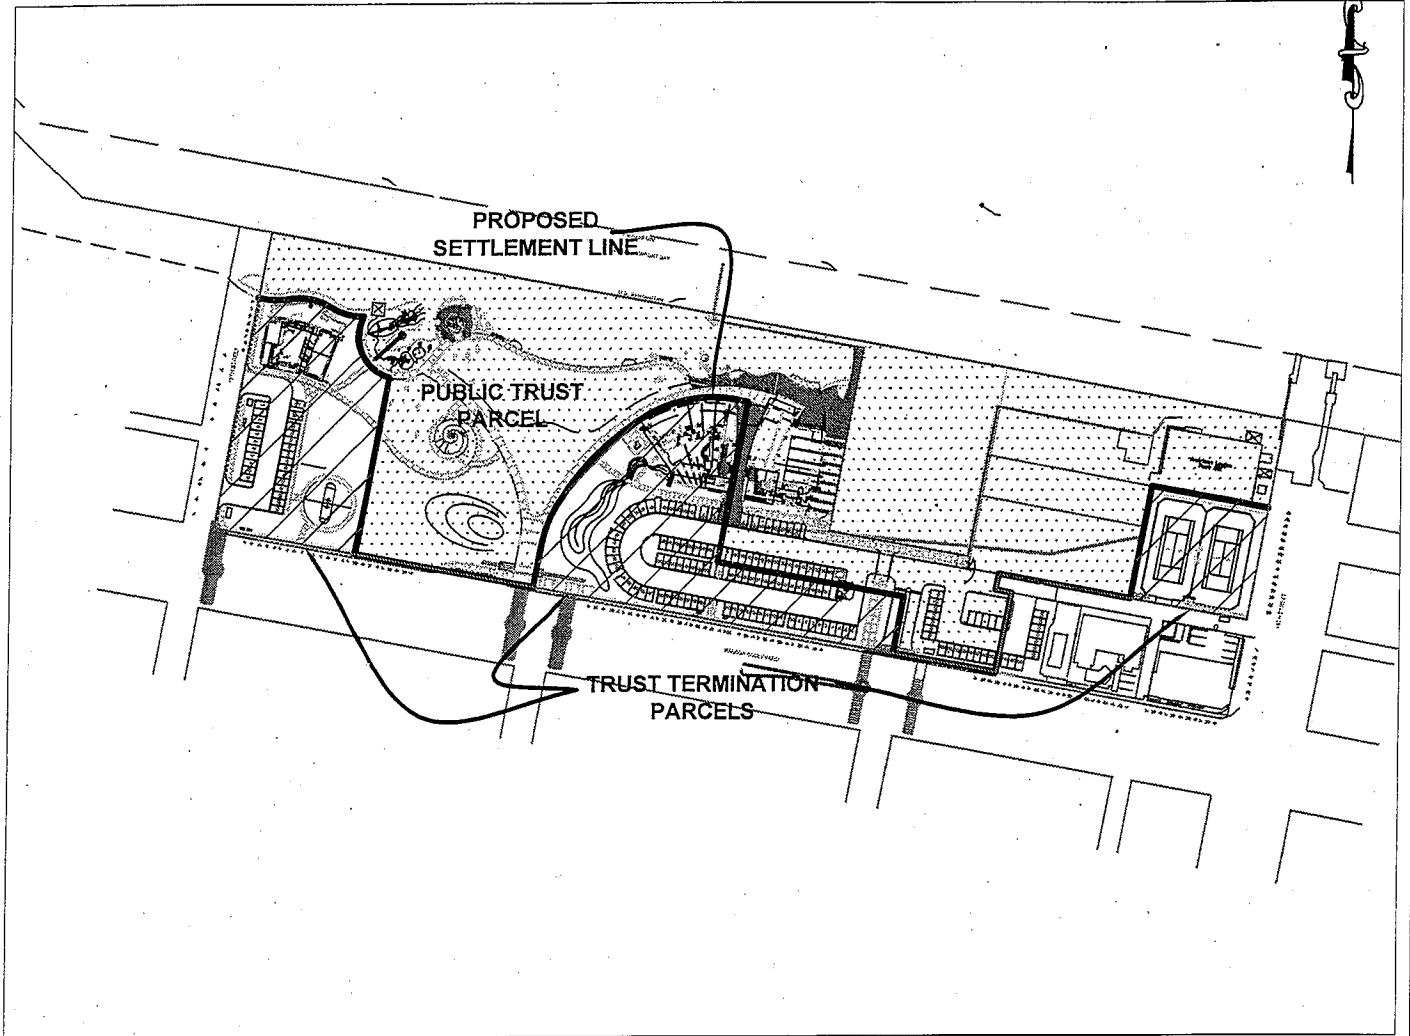 PROPOSED
SETTLEMENT LINE
PUBLIC TRUST
PARCEL
TRUST TERMINATION
PARCELS